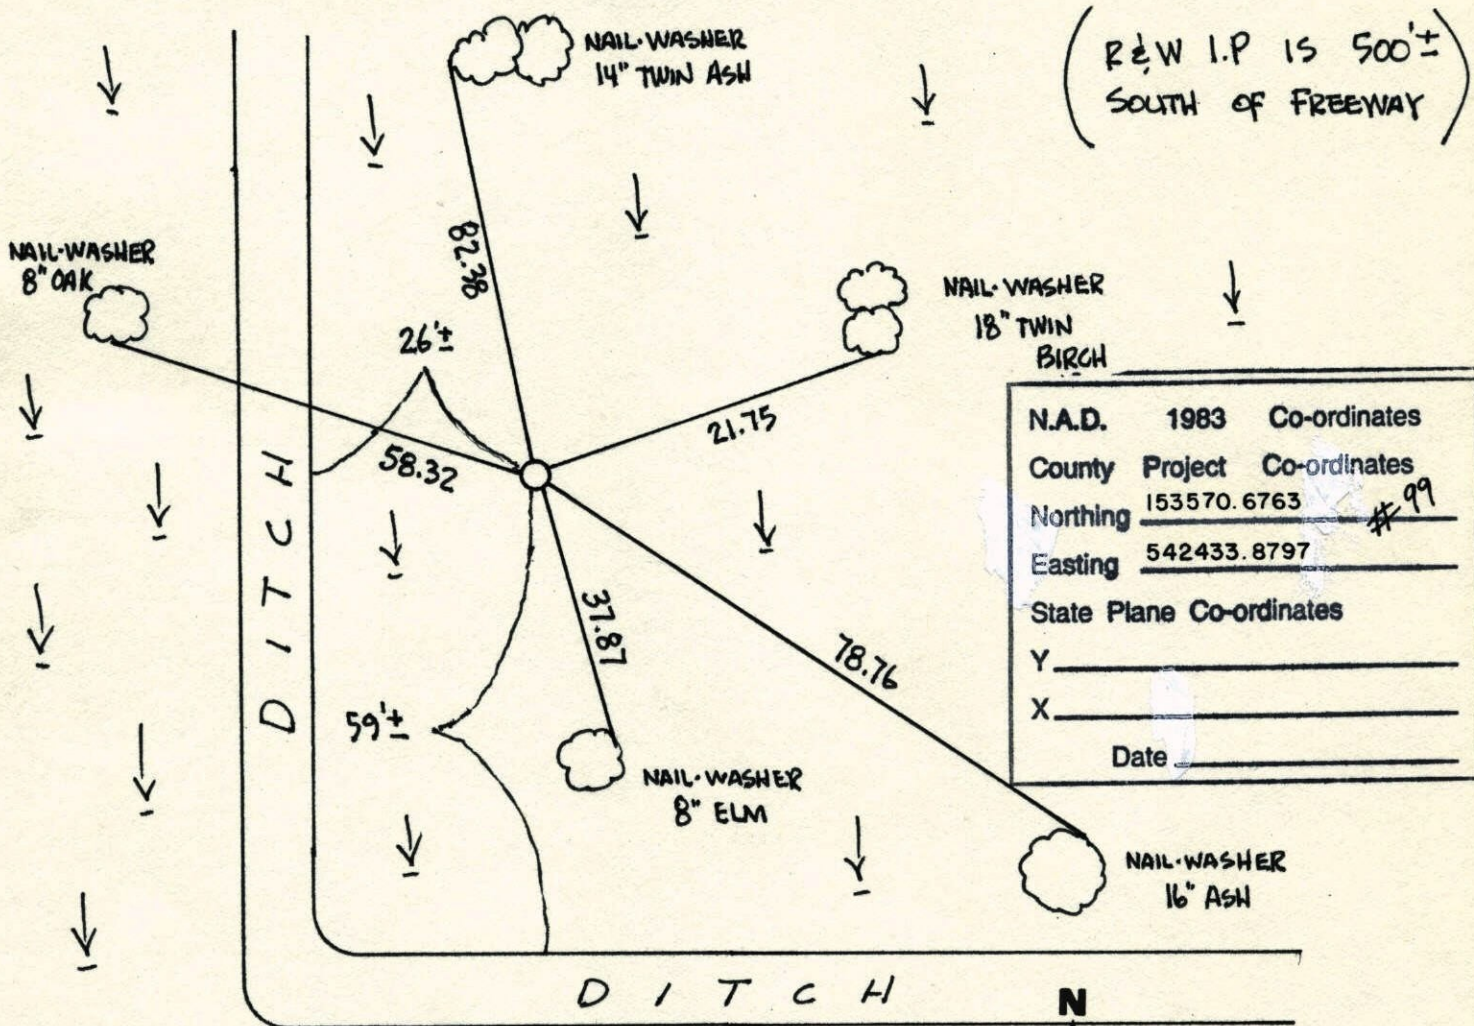 NAIL·WASHER
14" TWIN ASH
(R&W I.P IS 500'±
SOUTH OF FREEWAY)
NAIL·WASHER
8" OAK
82.38
26'±
NAIL·WASHER
18" TWIN
BIRCH
58.32
21.75
N.A.D. 1983 Co-ordinates
County Project Co-ordinates
Northing 153570.6763
#99
Easting 542433.8797
State Plane Co-ordinates
Y
X
Date
DITCH
37.87
78.76
59'±
NAIL·WASHER
8" ELM
NAIL·WASHER
16" ASH
DITCH
N